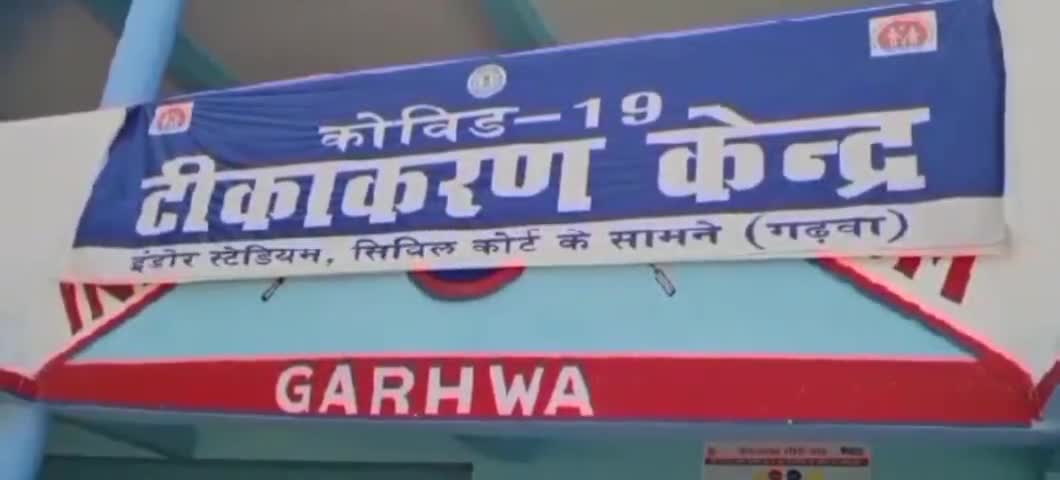 कोविड-19
टीकाकरण केन्द्र
इंडोर स्टेडियम, सिविल कोर्ट के सामने (गढ़वा)
GARHWA